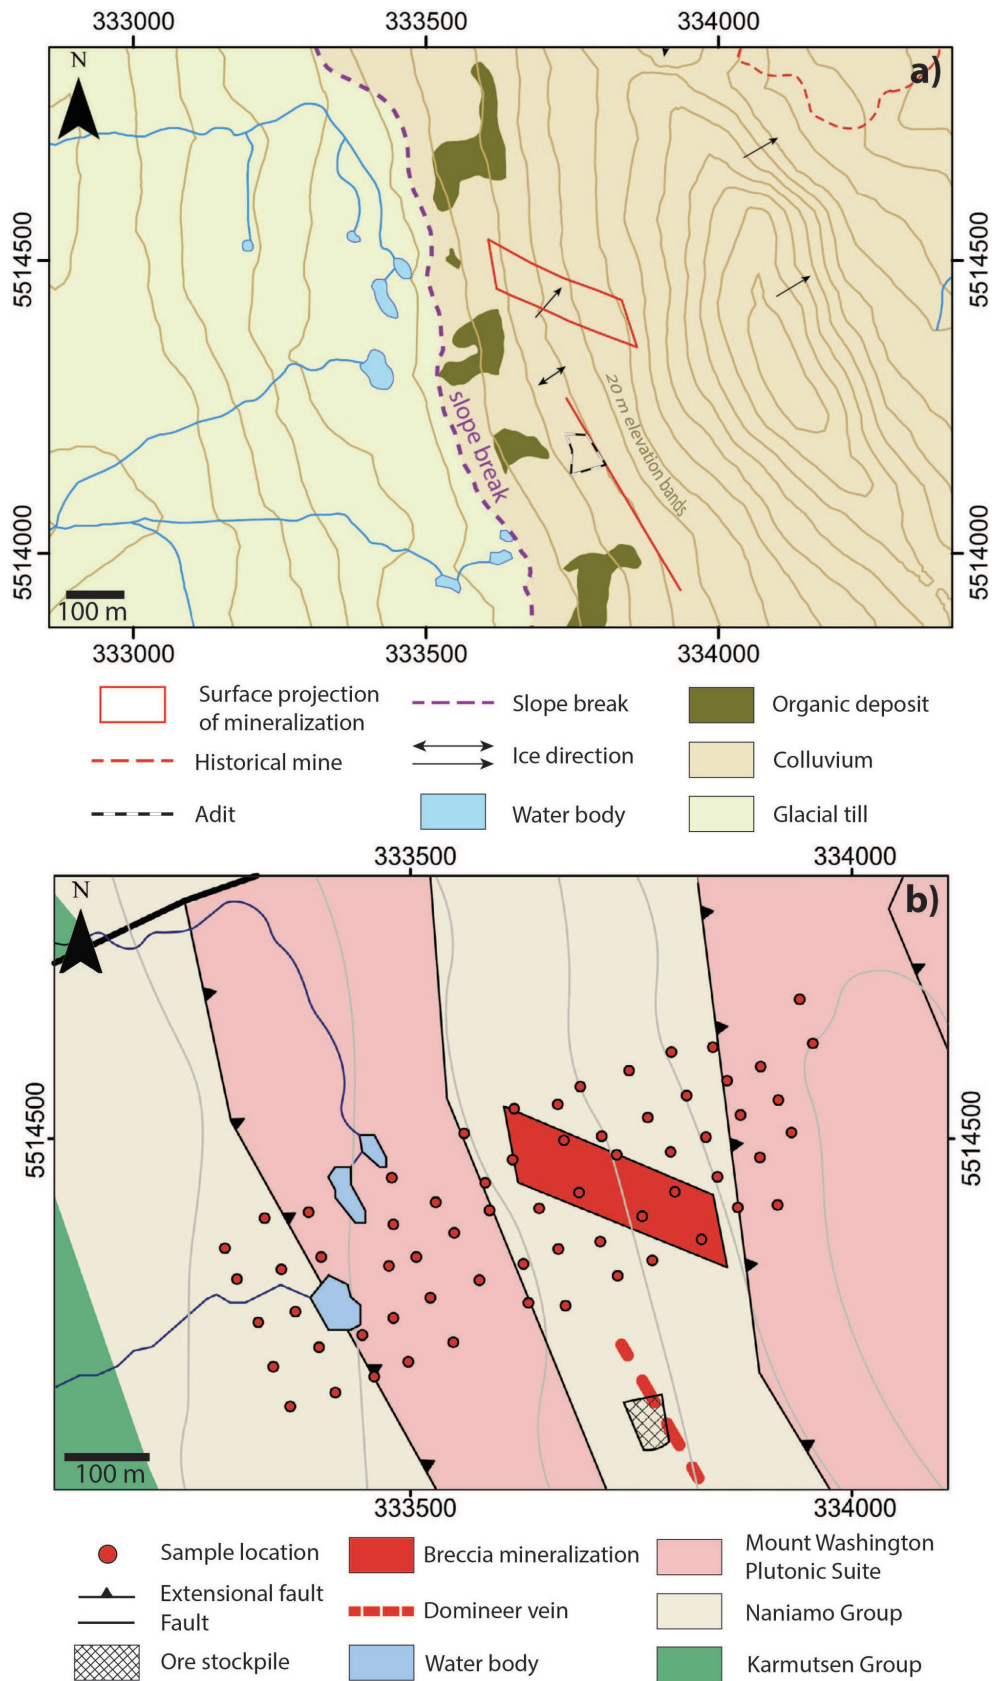 333000 333500 334000
N
a)
5514500
5514500
20 m elevation bands
slope break
5514000
5514000
100 m
333000 333500 334000
Surface projection
of mineralization
Slope break
Organic deposit
Historical mine
Ice direction
Colluvium
Adit
Water body
Glacial till
333500 334000
N
b)
5514500
5514500
100 m
333500 334000
Sample location
Breccia mineralization
Mount Washington
Plutonic Suite
Extensional fault
Fault
Domineer vein
Naniamo Group
Ore stockpile
Water body
Karmutsen Group